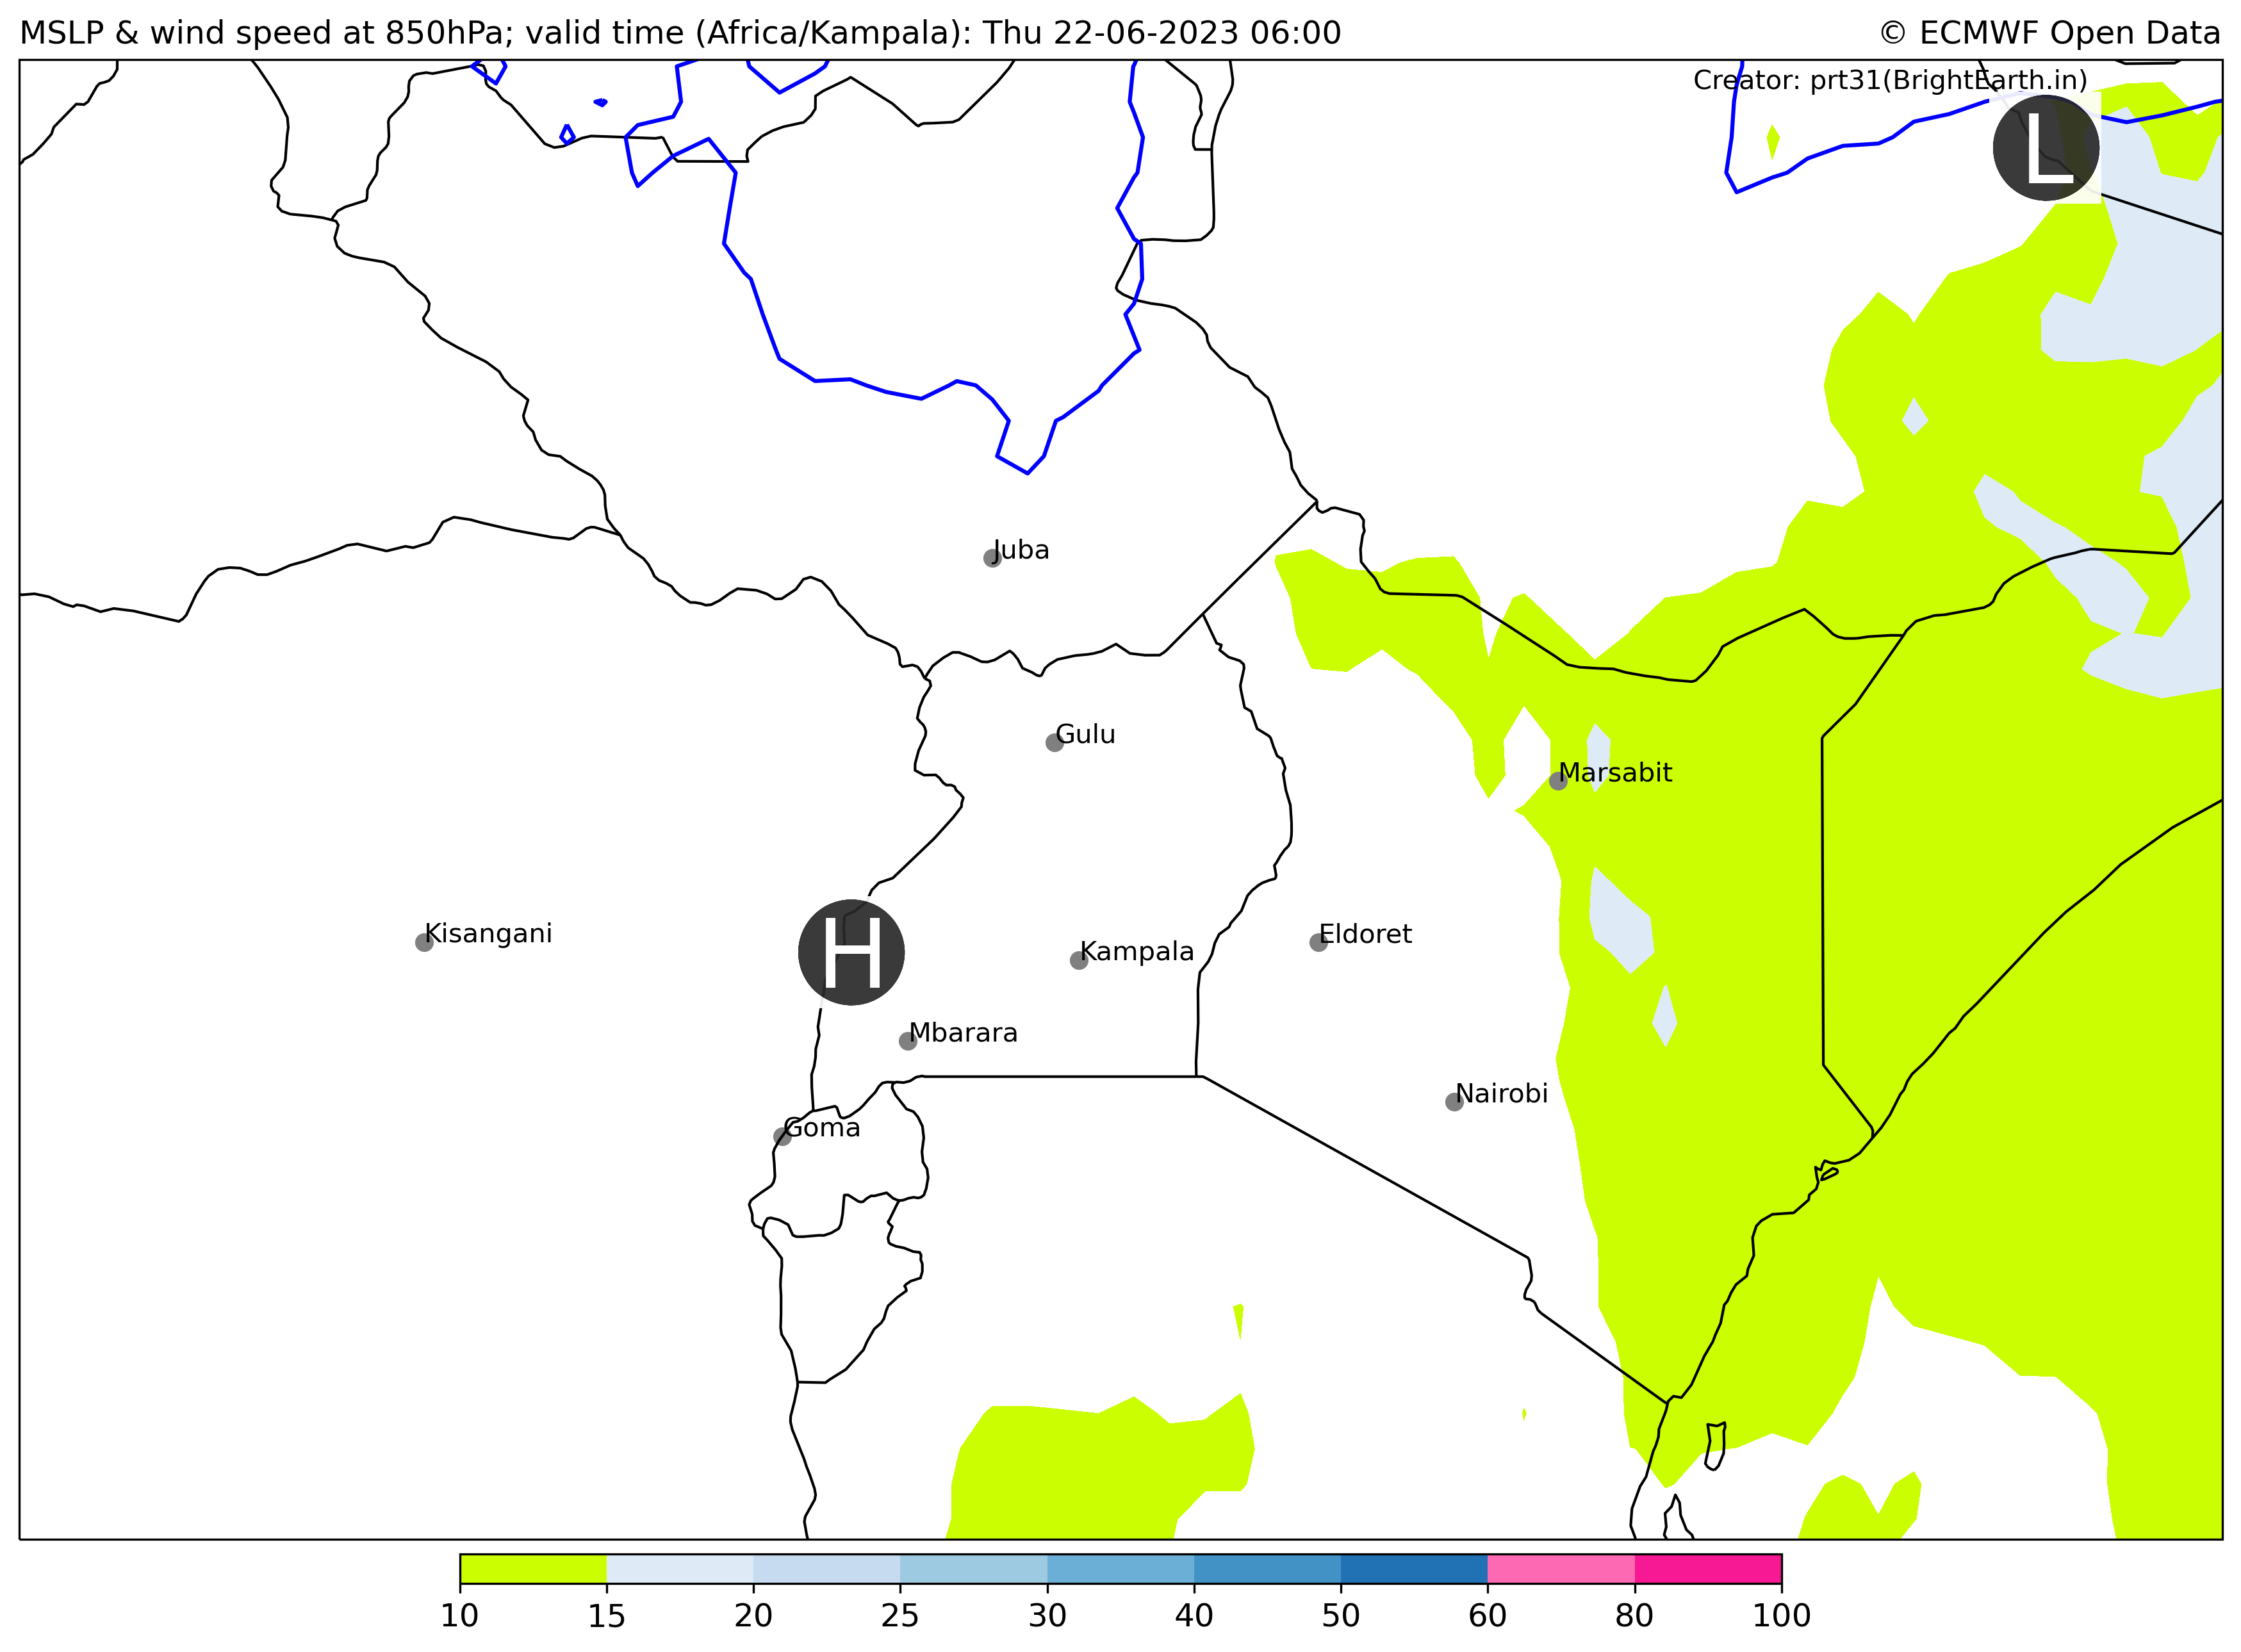 MSLP & wind speed at 850hPa; valid time (Africa/Kampala): Thu 22-06-2023 06:00
© ECMWF Open Data
Creator: prt31(BrightEarth.in)
L
Juba
Gulu
Marsabit
Kisangani
H
Kampala
Eldoret
Mbarara
Nairobi
Goma
10 15 20 25 30 40 50 60 80 100